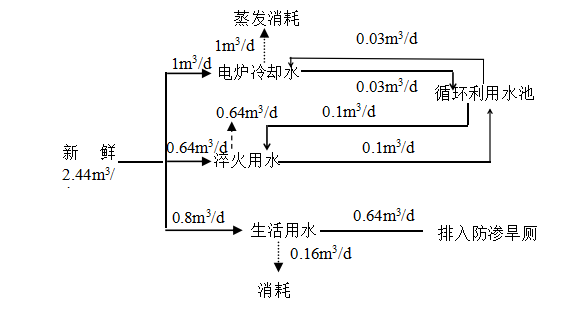 蒸发消耗
1m³/d
0.03m³/d
1m³/d
电炉冷却水
0.03m³/d
循环利用水池
0.64m³/d
0.1m³/d
新 鲜
2.44m³/
0.64m³/d
淬火用水
0.1m³/d
0.8m³/d
生活用水
0.64m³/d
排入防渗旱厕
0.16m³/d
消耗